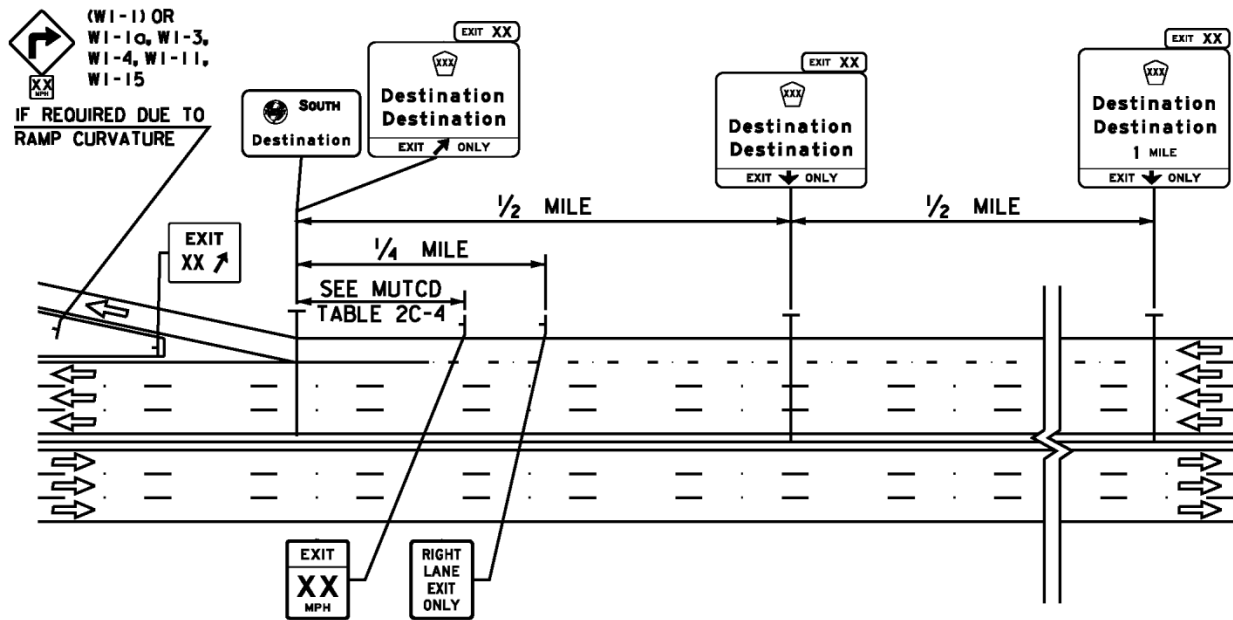 (W1-1) OR
W1-1a, W1-3,
W1-4, W1-11,
W1-15
XX
MPH
IF REQUIRED DUE TO
RAMP CURVATURE
SOUTH
Destination
EXIT XX
XXX
Destination
Destination
EXIT ONLY
EXIT XX
XXX
Destination
Destination
EXIT ONLY
EXIT XX
XXX
Destination
Destination
1 MILE
EXIT ONLY
1/2 MILE
1/2 MILE
1/4 MILE
EXIT
XX
SEE MUTCD
TABLE 2C-4
EXIT
XX
MPH
RIGHT
LANE
EXIT
ONLY